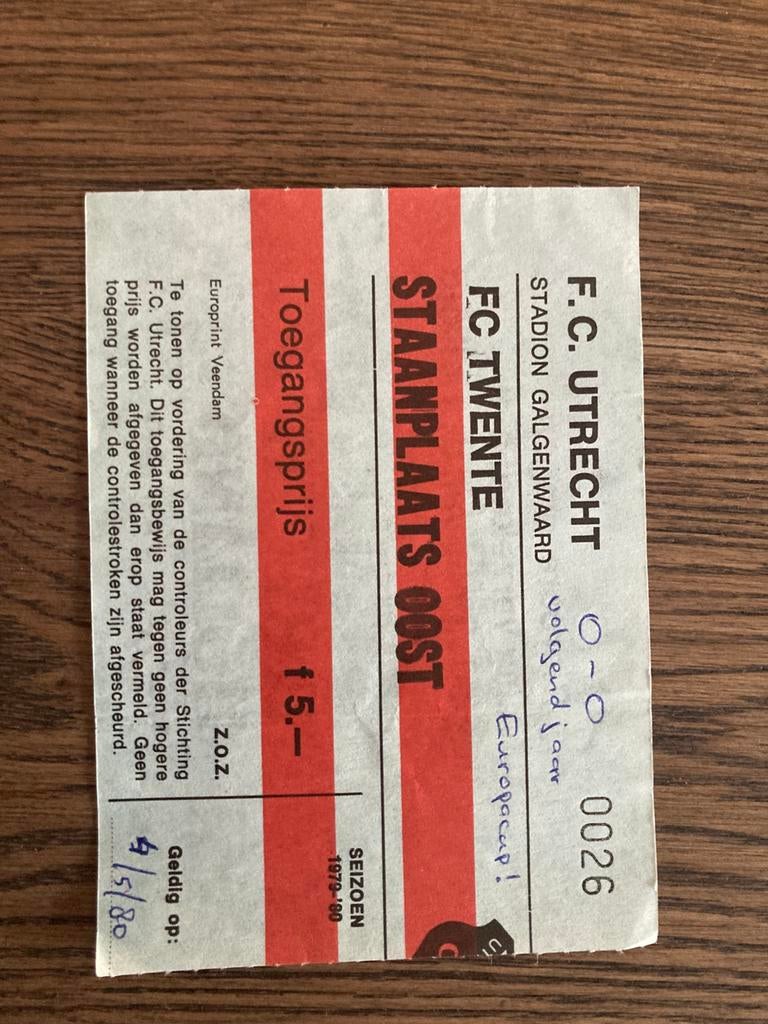 F.C. UTRECHT
0-0
0026
STADION GALGENWAARD
volgend jaar
FC TWENTE
Europacup!
STAANPLAATS OOST
SEIZOEN
1979-'80
Toegangsprijs f 5.—
Europrint Veendam
Z.O.Z.
Te tonen op vordering van de controleurs der Stichting
F.C. Utrecht. Dit toegangsbewijs mag tegen geen hogere
prijs worden afgegeven dan erop staat vermeld. Geen
toegang wanneer de controlestroken zijn afgescheurd.
Geldig op:
4/5/80